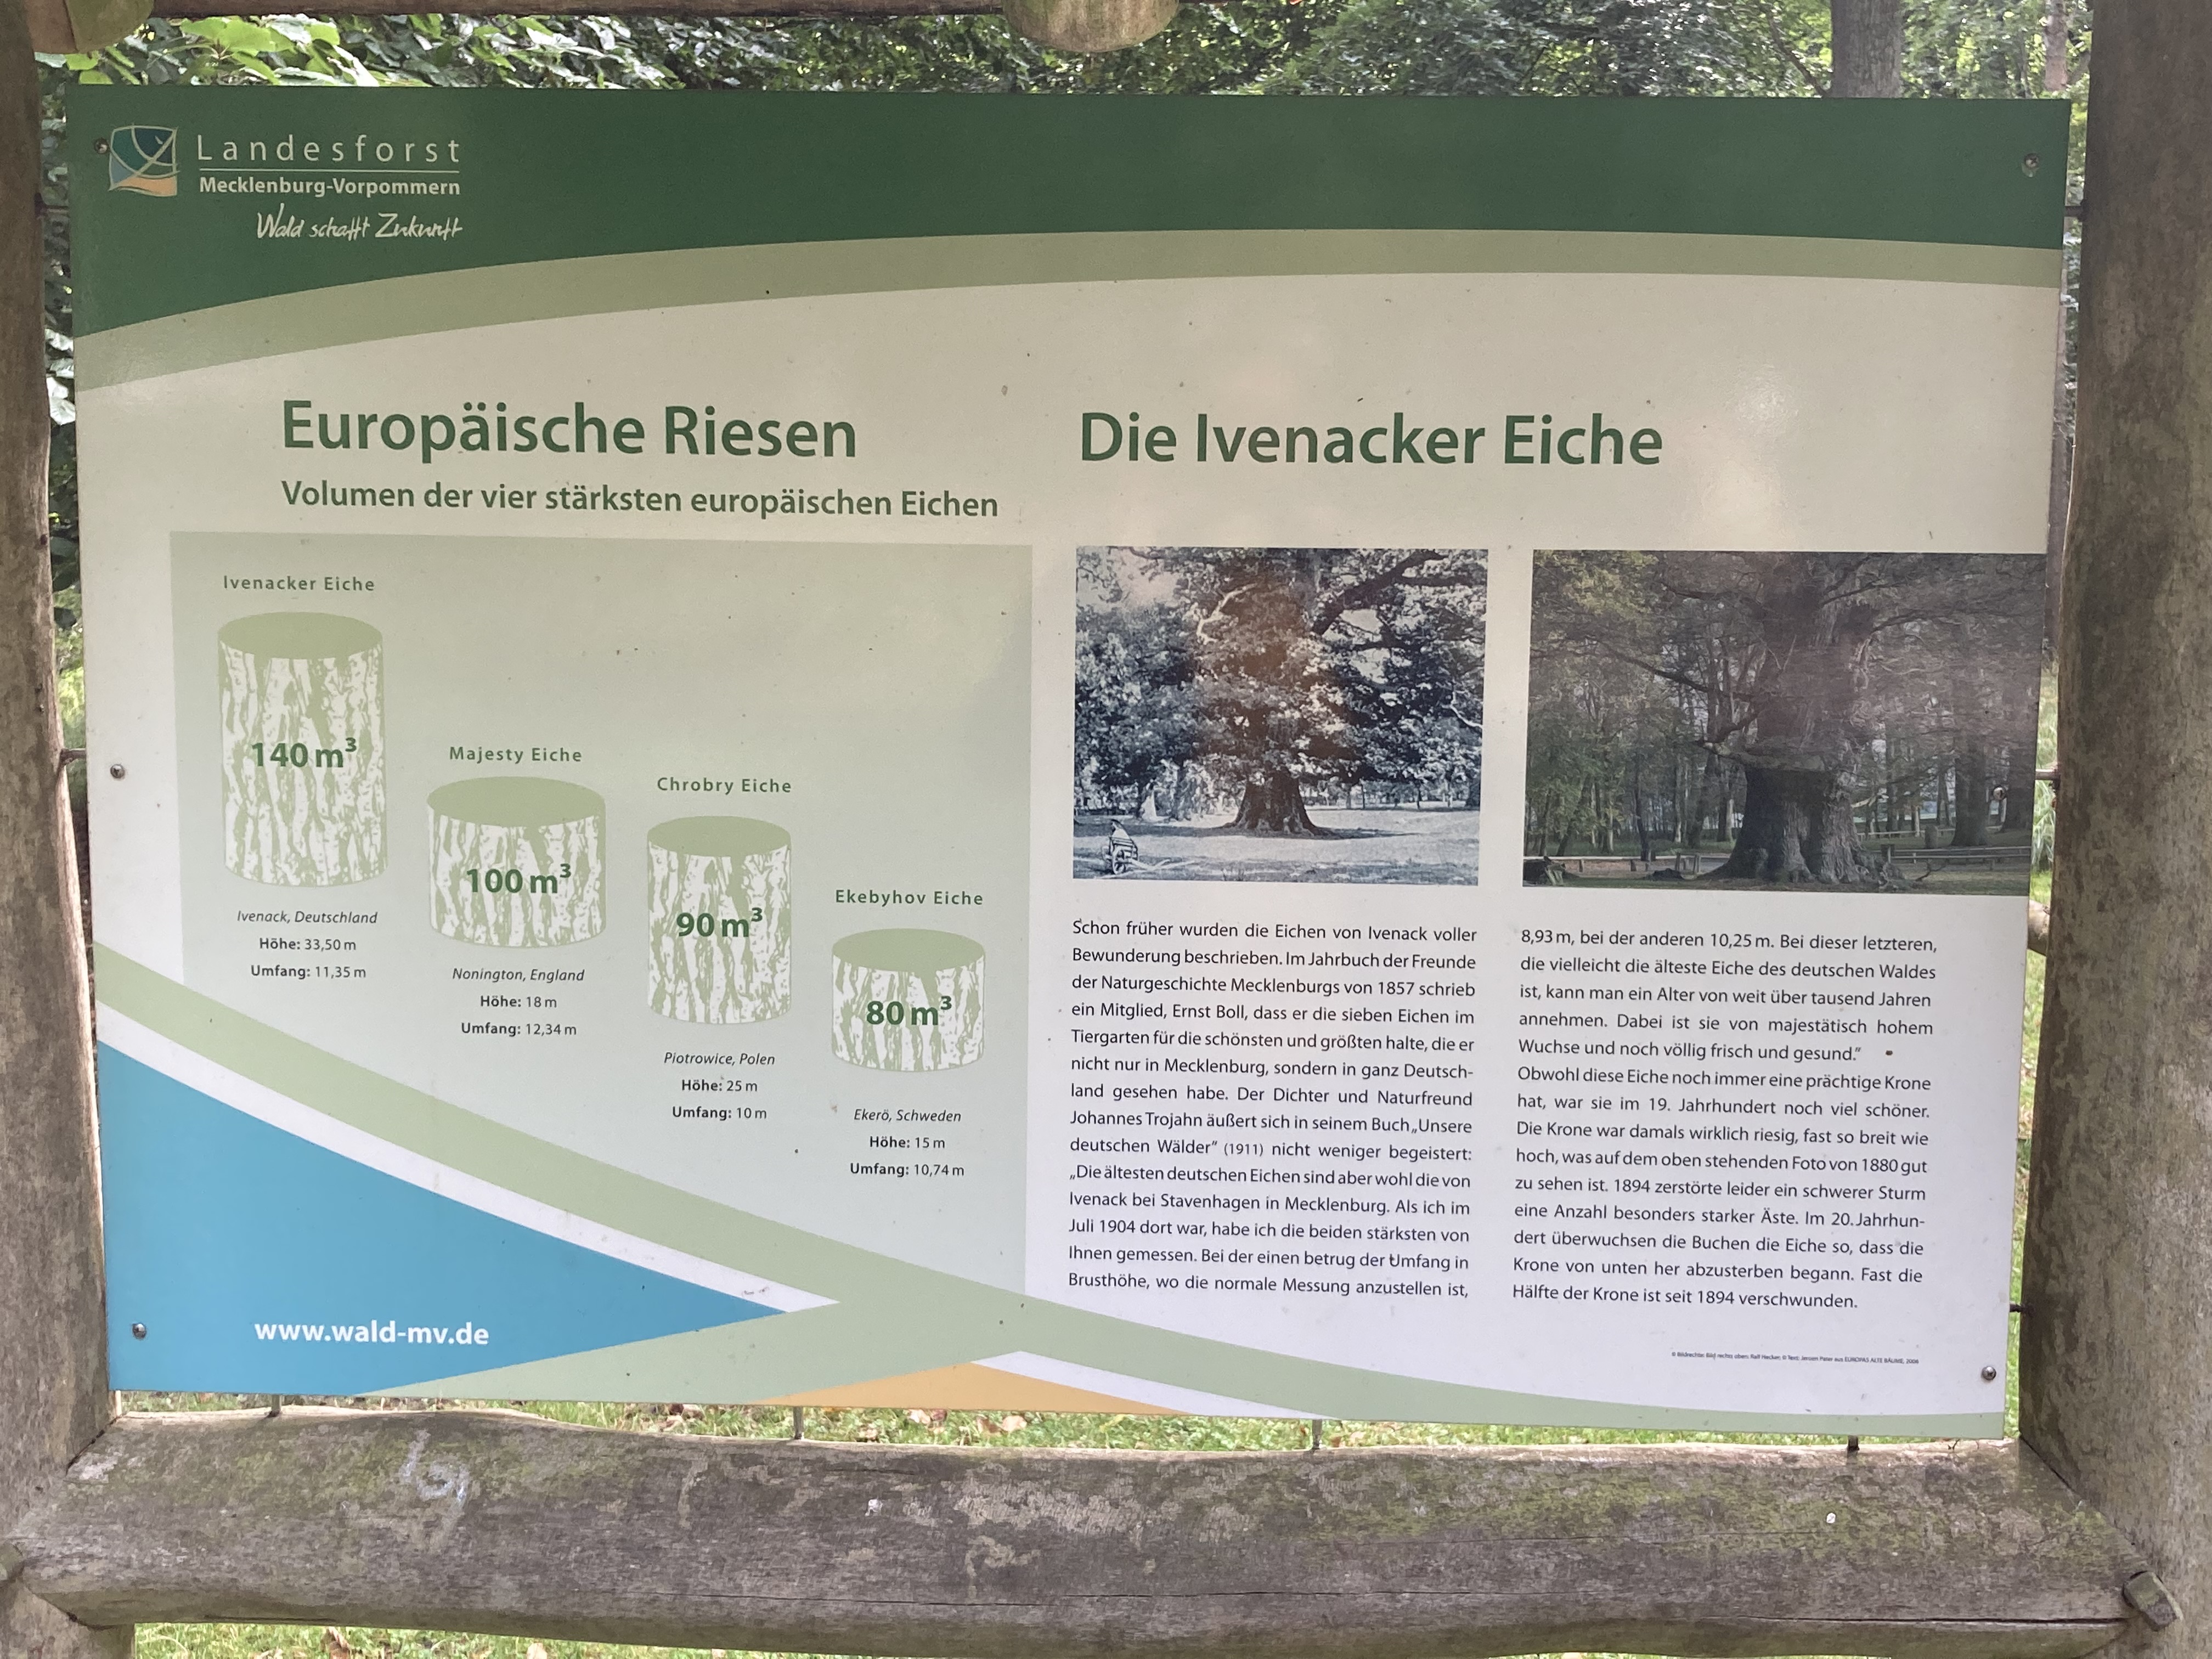 Landesforst
Mecklenburg-Vorpommern
Wald schafft Zukunft
Europäische Riesen
Volumen der vier stärksten europäischen Eichen
Ivenacker Eiche
140 m³
Ivenack, Deutschland
Höhe: 33,50 m
Umfang: 11,35 m
Majesty Eiche
100 m³
Nonington, England
Höhe: 18 m
Umfang: 12,34 m
Chrobry Eiche
90 m³
Piotrowice, Polen
Höhe: 25 m
Umfang: 10 m
Ekebyhov Eiche
80 m³
Ekerö, Schweden
Höhe: 15 m
Umfang: 10,74 m
www.wald-mv.de
Die Ivenacker Eiche
Schon früher wurden die Eichen von Ivenack voller
Bewunderung beschrieben. Im Jahrbuch der Freunde
der Naturgeschichte Mecklenburgs von 1857 schrieb
ein Mitglied, Ernst Boll, dass er die sieben Eichen im
Tiergarten für die schönsten und größten halte, die er
nicht nur in Mecklenburg, sondern in ganz Deutsch-
land gesehen habe. Der Dichter und Naturfreund
Johannes Trojahn äußert sich in seinem Buch „Unsere
deutschen Wälder" (1911) nicht weniger begeistert:
„Die ältesten deutschen Eichen sind aber wohl die von
Ivenack bei Stavenhagen in Mecklenburg. Als ich im
Juli 1904 dort war, habe ich die beiden stärksten von
Ihnen gemessen. Bei der einen betrug der Umfang in
Brusthöhe, wo die normale Messung anzustellen ist,
8,93 m, bei der anderen 10,25 m. Bei dieser letzteren,
die vielleicht die älteste Eiche des deutschen Waldes
ist, kann man ein Alter von weit über tausend Jahren
annehmen. Dabei ist sie von majestätisch hohem
Wuchse und noch völlig frisch und gesund."
Obwohl diese Eiche noch immer eine prächtige Krone
hat, war sie im 19. Jahrhundert noch viel schöner.
Die Krone war damals wirklich riesig, fast so breit wie
hoch, was auf dem oben stehenden Foto von 1880 gut
zu sehen ist. 1894 zerstörte leider ein schwerer Sturm
eine Anzahl besonders starker Äste. Im 20. Jahrhun-
dert überwuchsen die Buchen die Eiche so, dass die
Krone von unten her abzusterben begann. Fast die
Hälfte der Krone ist seit 1894 verschwunden.
© Bildrechte: Bild rechts oben: Ralf Hecker, © Text: Jeroen Pater aus EUROPAS ALTE BÄUME, 2006